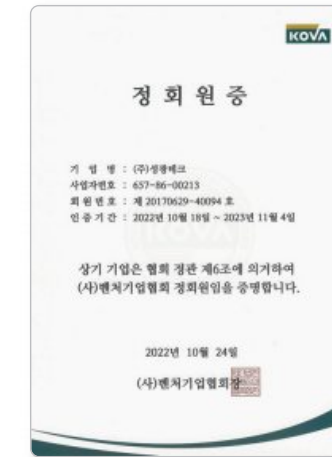 KOVA
정 회 원 증
기 업 명 : (주)성광테크
사업자번호 : 657-86-00213
회 원 번 호 : 제 20170629-40094 호
인 증 기 간 : 2022년 10월 18일 ~ 2023년 11월 4일
상기 기업은 협회 정관 제6조에 의거하여
(사)벤처기업협회 정회원임을 증명합니다.
2022년 10월 24일
(사)벤처기업협회장